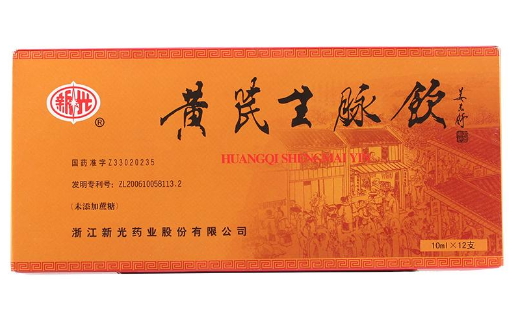 新光
®
黄芪生脉饮
HUANGQI SHENGMAI YIN
国药准字Z33020235
发明专利号：ZL200610058113.2
(未添加蔗糖)
浙江新光药业股份有限公司
10ml×12支